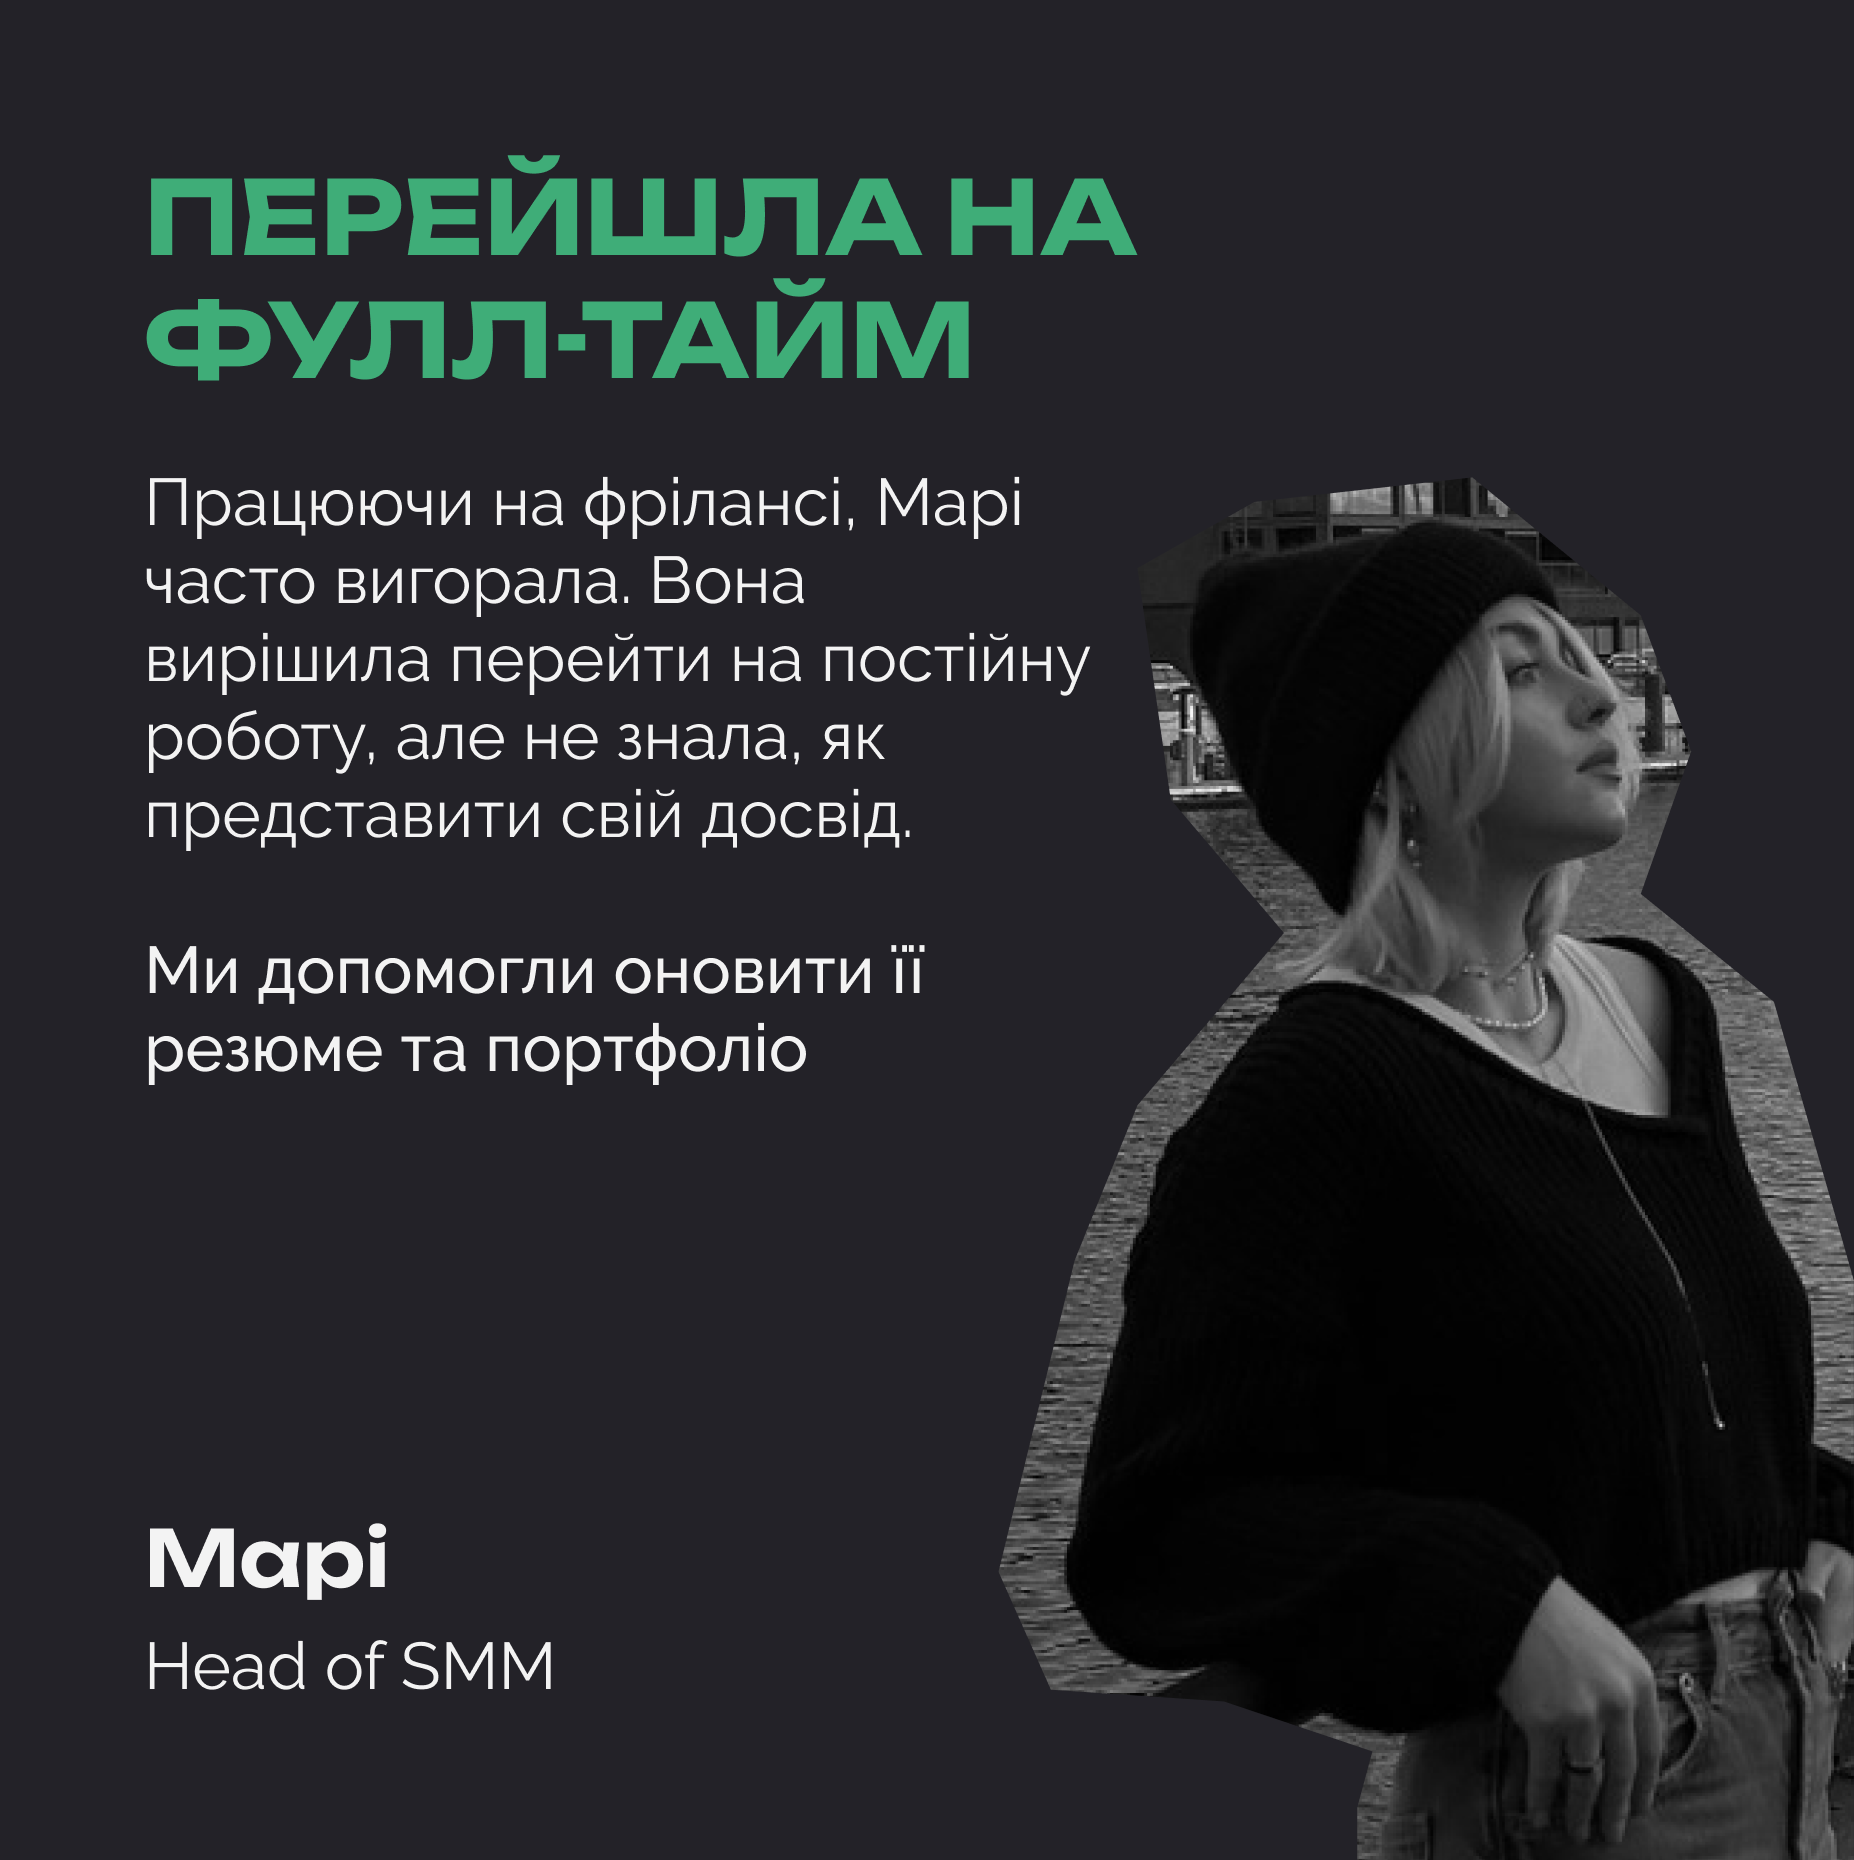 ПЕРЕЙШЛА НА
ФУЛЛ-ТАЙМ
Працюючи на фрілансі, Марі
часто вигорала. Вона
вирішила перейти на постійну
роботу, але не знала, як
представити свій досвід.
Ми допомогли оновити її
резюме та портфоліо
Марі
Head of SMM